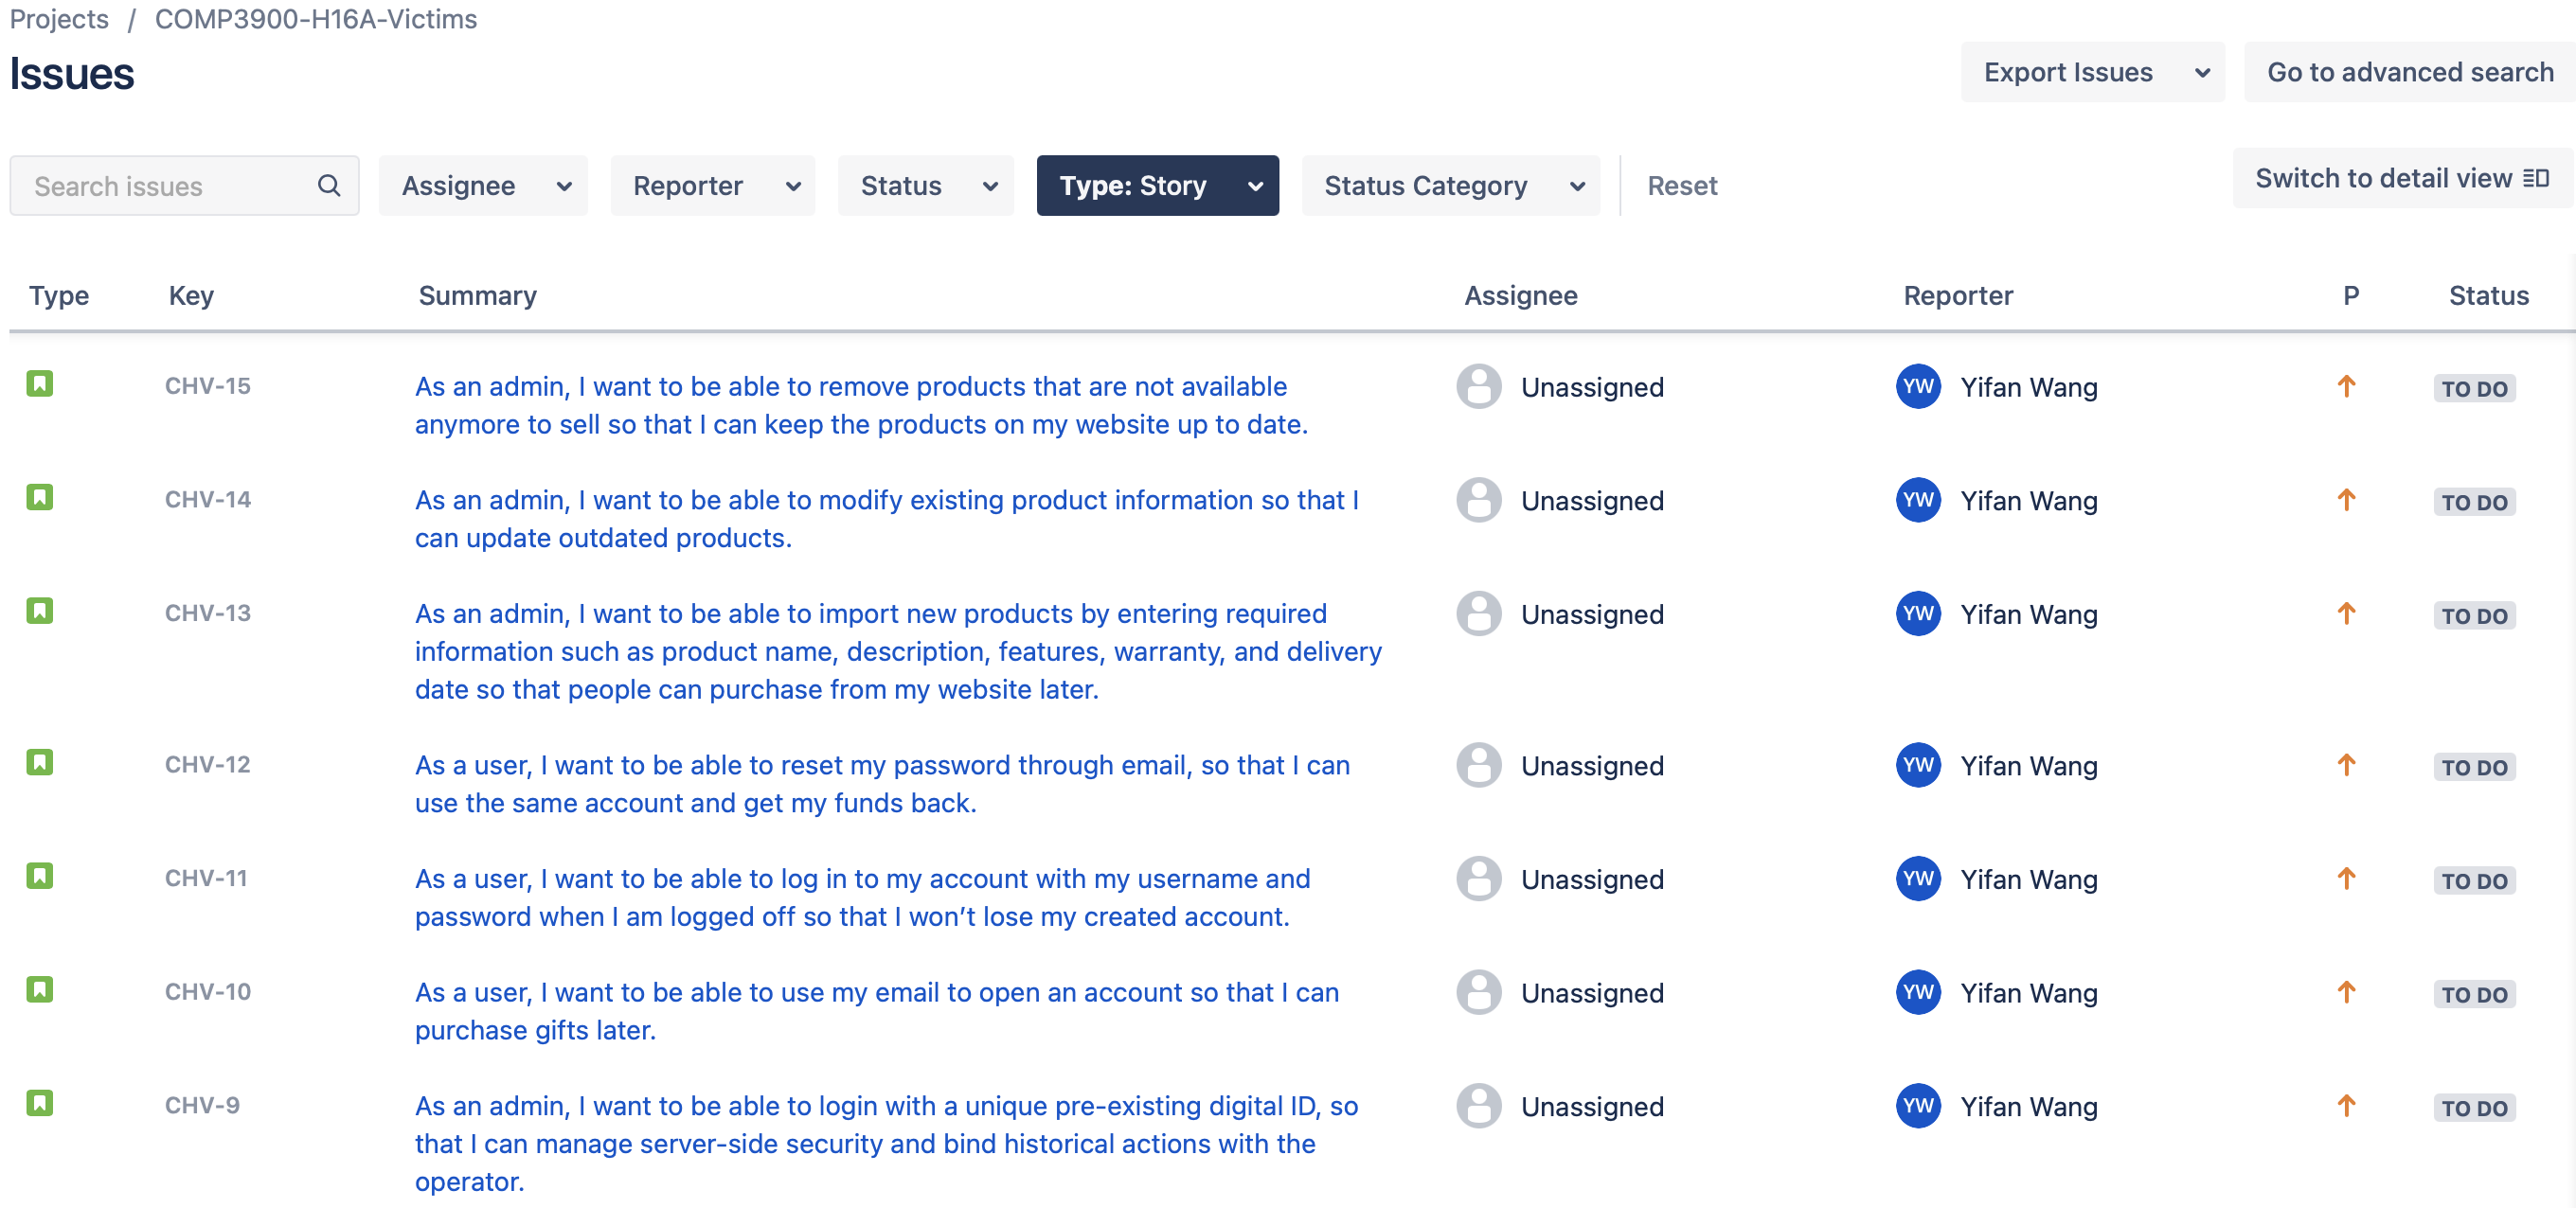 Projects / COMP3900-H16A-Victims
Issues
Export Issues
Go to advanced search
Search issues
Assignee
Reporter
Status
Type: Story
Status Category
Reset
Switch to detail view
Type Key Summary Assignee Reporter P Status
CHV-15 As an admin, I want to be able to remove products that are not available Unassigned YW Yifan Wang TO DO
anymore to sell so that I can keep the products on my website up to date.
CHV-14 As an admin, I want to be able to modify existing product information so that I Unassigned YW Yifan Wang TO DO
can update outdated products.
CHV-13 As an admin, I want to be able to import new products by entering required Unassigned YW Yifan Wang TO DO
information such as product name, description, features, warranty, and delivery
date so that people can purchase from my website later.
CHV-12 As a user, I want to be able to reset my password through email, so that I can Unassigned YW Yifan Wang TO DO
use the same account and get my funds back.
CHV-11 As a user, I want to be able to log in to my account with my username and Unassigned YW Yifan Wang TO DO
password when I am logged off so that I won’t lose my created account.
CHV-10 As a user, I want to be able to use my email to open an account so that I can Unassigned YW Yifan Wang TO DO
purchase gifts later.
CHV-9 As an admin, I want to be able to login with a unique pre-existing digital ID, so Unassigned YW Yifan Wang TO DO
that I can manage server-side security and bind historical actions with the
operator.